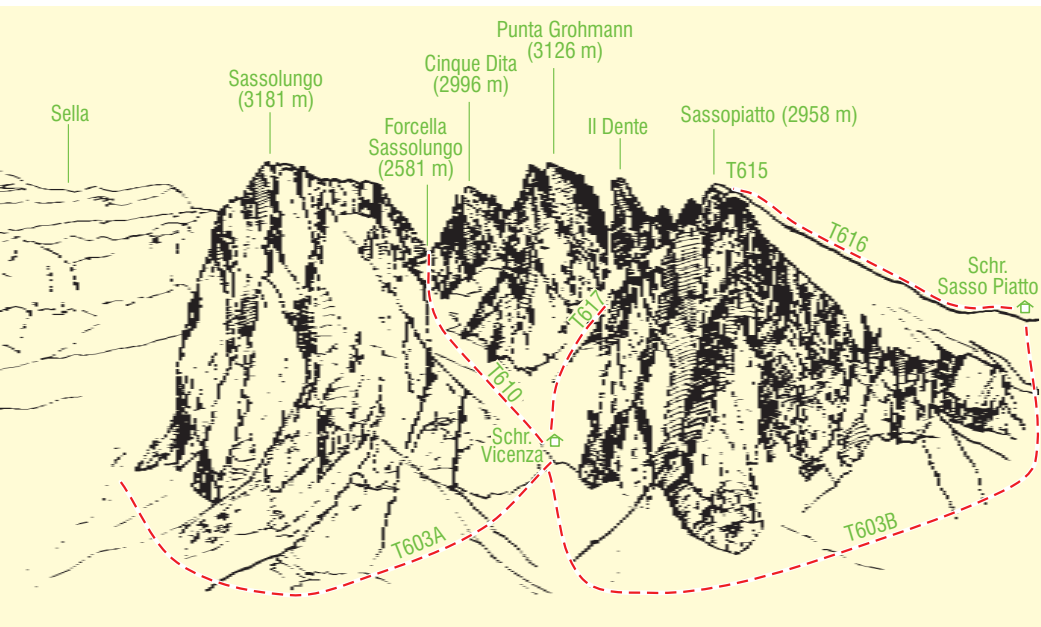 Punta Grohmann
(3126 m)
Cinque Dita
(2996 m)
Sassolungo
(3181 m)
Sella
Forcella
Sassolungo
(2581 m)
Il Dente
Sassopiatto (2958 m)
T615
T616
Schr.
Sasso Piatto
T617
T610
Schr.
Vicenza
T603A
T603B